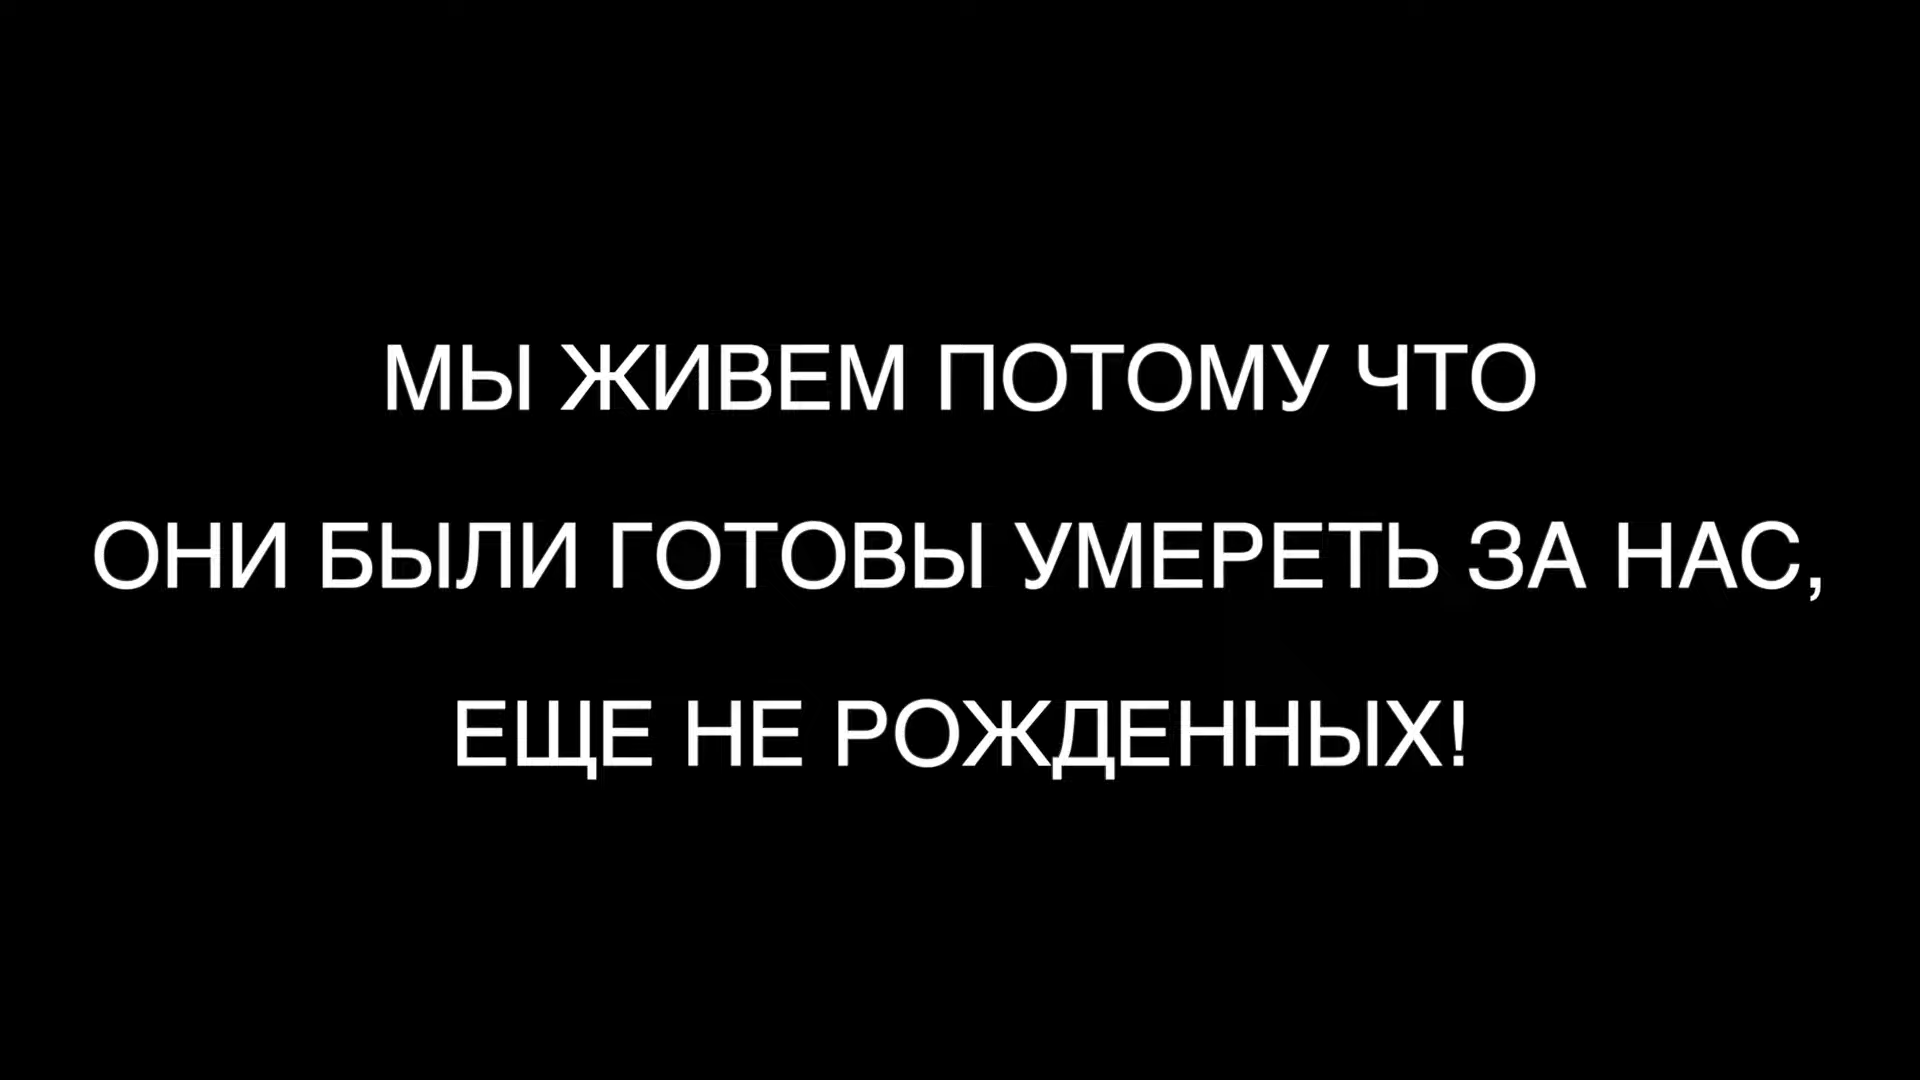 МЫ ЖИВЕМ ПОТОМУ ЧТО
ОНИ БЫЛИ ГОТОВЫ УМЕРЕТЬ ЗА НАС,
ЕЩЕ НЕ РОЖДЕННЫХ!